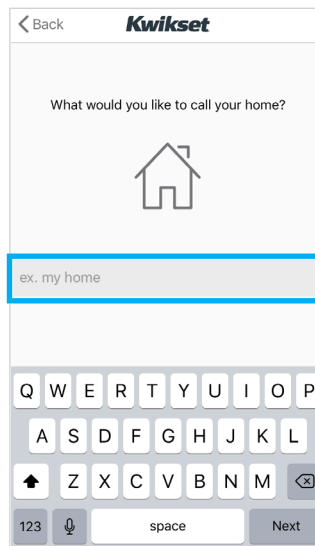 Back Kwikset
What would you like to call your home?
ex. my home
Q W E R T Y U I O P
A S D F G H J K L
Z X C V B N M
123 space Next